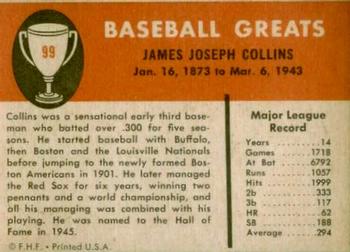 99
BASEBALL GREATS
JAMES JOSEPH COLLINS
Jan. 16, 1873 to Mar. 6, 1943
Collins was a sensational early third base-
man who batted over .300 for five sea-
sons. He started baseball with Buffalo,
then Boston and the Louisville Nationals
before jumping to the newly formed Bos-
ton Americans in 1901. He later managed
the Red Sox for six years, winning two
pennants and a world championship, and
all his managing was combined with his
playing. He was named to the Hall of
Fame in 1945.
© F.H.F. • Printed U.S.A.
Major League
Record
Years 14
Games 1718
At Bat 6792
Runs 1057
Hits 1999
2b 333
3b 117
HR 62
SB 188
Average .294